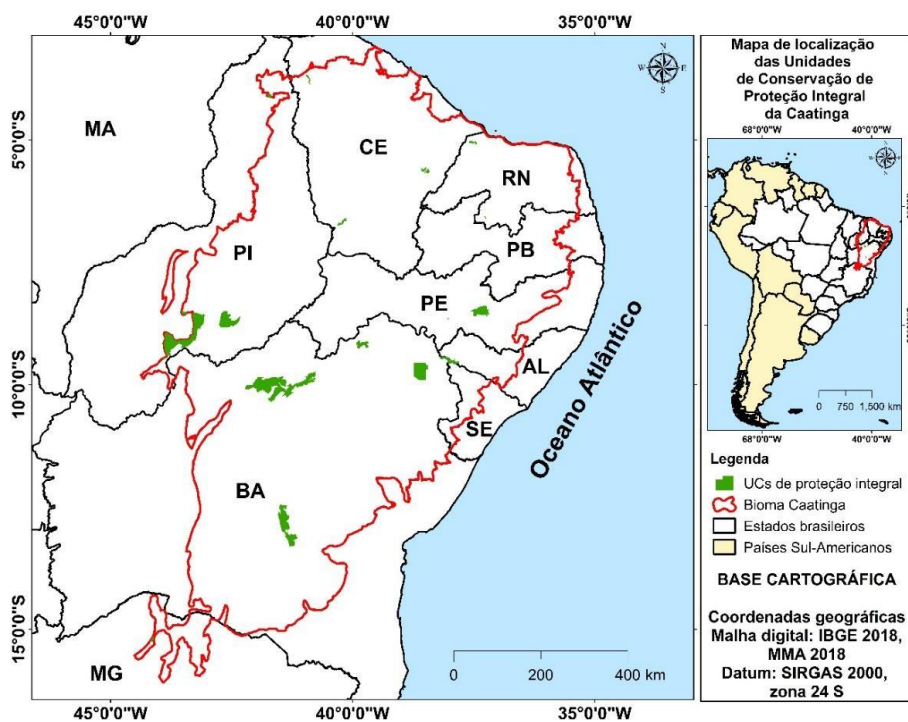 45°0'0"W 40°0'0"W 35°0'0"W
N
W E
S
MA
5°0'0"S
CE
RN
PI
PB
PE
10°0'0"S
AL
SE
Oceano Atlântico
BA
15°0'0"S
MG
0 200 400 km
45°0'0"W 40°0'0"W 35°0'0"W
Mapa de localização
das Unidades
de Conservação de
Proteção Integral
da Caatinga
68°0'0"W 40°0'0"W
0 750 1,500 km
68°0'0"W 40°0'0"W
Legenda
UCs de proteção integral
Bioma Caatinga
Estados brasileiros
Países Sul-Americanos
BASE CARTOGRÁFICA
Coordenadas geográficas
Malha digital: IBGE 2018,
MMA 2018
Datum: SIRGAS 2000,
zona 24 S